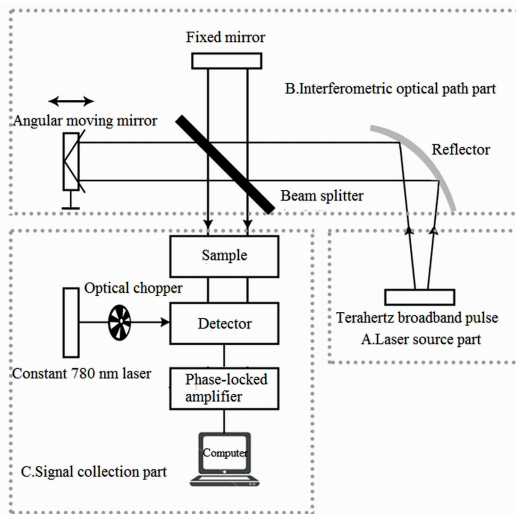 Fixed mirror
B.Interferometric optical path part
Angular moving mirror
Reflector
Beam splitter
Sample
Optical chopper
Detector
Terahertz broadband pulse
A.Laser source part
Constant 780 nm laser
Phase-locked
amplifier
Computer
C.Signal collection part